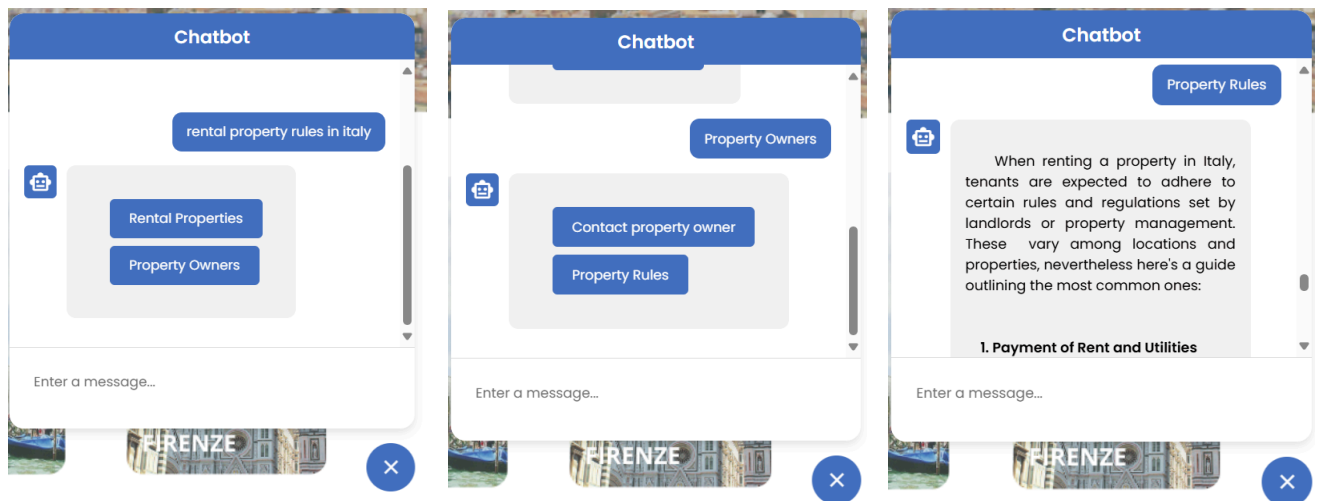 Chatbot
rental property rules in italy
Rental Properties
Property Owners
Enter a message...
FIRENZE
Chatbot
Property Owners
Contact property owner
Property Rules
Enter a message...
FIRENZE
Chatbot
Property Rules
When renting a property in Italy,
tenants are expected to adhere to
certain rules and regulations set by
landlords or property management.
These vary among locations and
properties, nevertheless here's a guide
outlining the most common ones:
1. Payment of Rent and Utilities
Enter a message...
FIRENZE